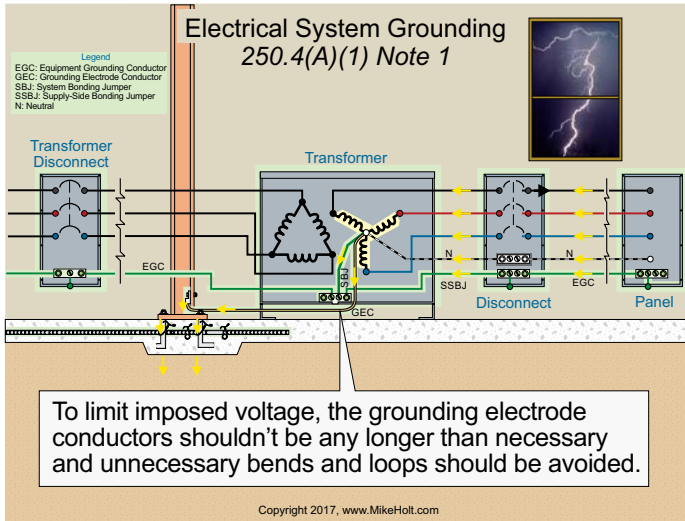 Electrical System Grounding
250.4(A)(1) Note 1
Legend
EGC: Equipment Grounding Conductor
GEC: Grounding Electrode Conductor
SBJ: System Bonding Jumper
SSBJ: Supply-Side Bonding Jumper
N: Neutral
Transformer
Disconnect
Transformer
EGC
SBJ
GEC
N
N
SSBJ
EGC
Disconnect
Panel
To limit imposed voltage, the grounding electrode
conductors shouldn't be any longer than necessary
and unnecessary bends and loops should be avoided.
Copyright 2017, www.MikeHolt.com